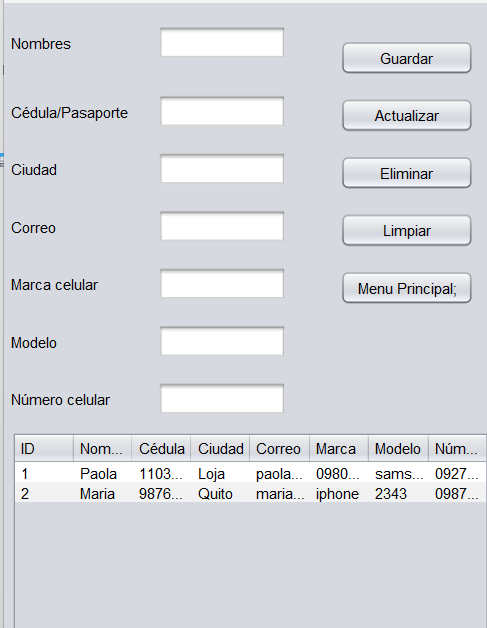 Nombres
Guardar
Cédula/Pasaporte
Actualizar
Ciudad
Eliminar
Correo
Limpiar
Marca celular
Menu Principal;
Modelo
Número celular
ID Nom... Cédula Ciudad Correo Marca Modelo Núm...
1 Paola 1103... Loja paola... 0980... sams... 0927...
2 Maria 9876... Quito maria... iphone 2343 0987...